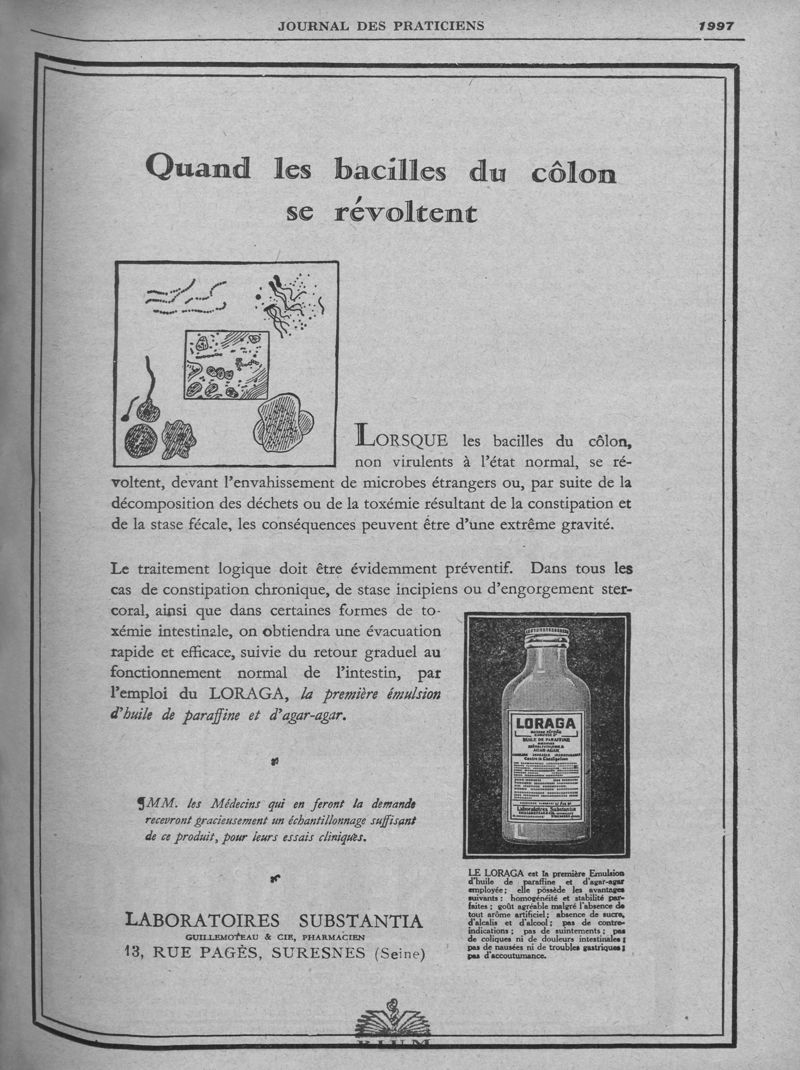 JOURNAL DES PRATICIENS 1997
Quand les bacilles du côlon
se révoltent
LORSQUE les bacilles du côlon,
non virulents à l'état normal, se ré-
voltent, devant l'envahissement de microbes étrangers ou, par suite de la
décomposition des déchets ou de la toxémie résultant de la constipation et
de la stase fécale, les conséquences peuvent être d'une extrême gravité.
Le traitement logique doit être évidemment préventif. Dans tous les
cas de constipation chronique, de stase incipiens ou d'engorgement ster-
coral, ainsi que dans certaines formes de to-
xémie intestinale, on obtiendra une évacuation
rapide et efficace, suivie du retour graduel au
fonctionnement normal de l'intestin, par
l'emploi du LORAGA, la première émulsion
d'huile de paraffine et d'agar-agar.
¶MM. les Médecins qui en feront la demande
recevront gracieusement un échantillonnage suffisant
de ce produit, pour leurs essais cliniques.
LABORATOIRES SUBSTANTIA
GUILLEMOTEAU & CIE, PHARMACIEN
13, RUE PAGÈS, SURESNES (Seine)
LORAGA
HUILE DE PARAFFINE
AGAR-AGAR
Contre la Constipation
Laboratoires Substantia
LE LORAGA est la première Emulsion
d'huile de paraffine et d'agar-agar
employée; elle possède les avantages
suivants : homogénéité et stabilité par-
faites; goût agréable malgré l'absence de
tout arôme artificiel; absence de sucre,
d'alcalis et d'alcool; pas de contre-
indications; pas de suintements; pas
de coliques ni de douleurs intestinales;
pas de nausées ni de troubles gastriques;
pas d'accoutumance.